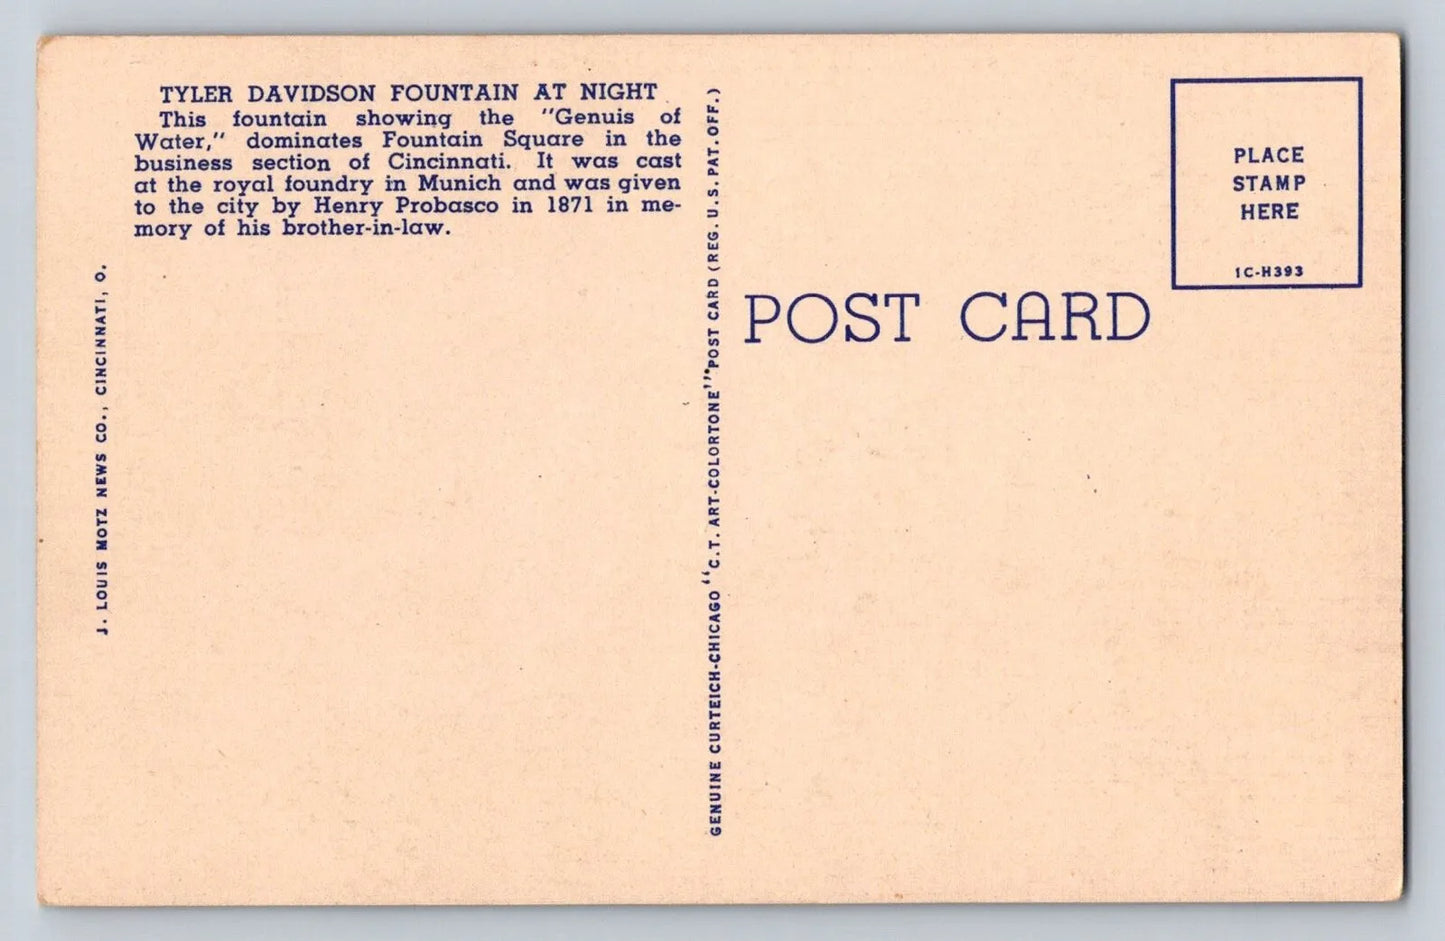 TYLER DAVIDSON FOUNTAIN AT NIGHT
This fountain showing the "Genuis of
Water," dominates Fountain Square in the
business section of Cincinnati. It was cast
at the royal foundry in Munich and was given
to the city by Henry Probasco in 1871 in me-
mory of his brother-in-law.
J. LOUIS MOTZ NEWS CO., CINCINNATI, O.
GENUINE CURTEICH-CHICAGO "C.T. ART-COLORTONE" POST CARD (REG. U.S. PAT. OFF.)
POST CARD
PLACE
STAMP
HERE
1C-H393